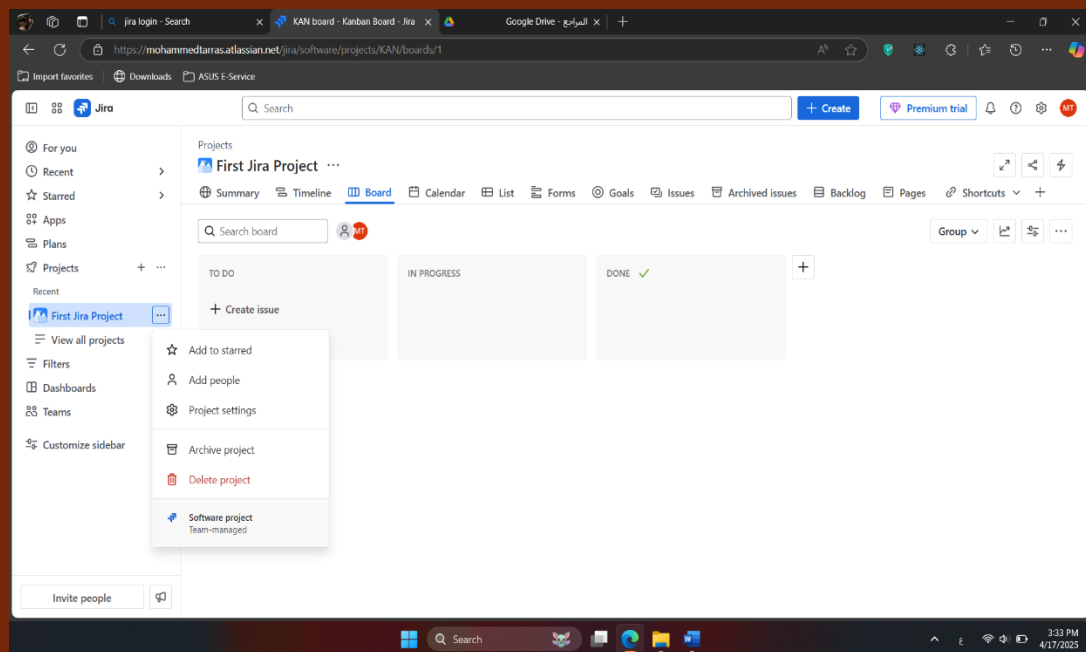 jira login - Search
KAN board - Kanban Board - Jira
Google Drive - المراجع
https://mohammedtarras.atlassian.net/jira/software/projects/KAN/boards/1
Import favorites
Downloads
ASUS E-Service
Jira
Search
Create
Premium trial
MT
For you
Recent
Starred
Apps
Plans
Projects
Recent
First Jira Project
View all projects
Filters
Dashboards
Teams
Customize sidebar
Invite people
Projects
First Jira Project
Summary
Timeline
Board
Calendar
List
Forms
Goals
Issues
Archived issues
Backlog
Pages
Shortcuts
Search board
MT
Group
TO DO
IN PROGRESS
DONE
Create issue
Add to starred
Add people
Project settings
Archive project
Delete project
Software project
Team-managed
Search
ع
3:33 PM
4/17/2025